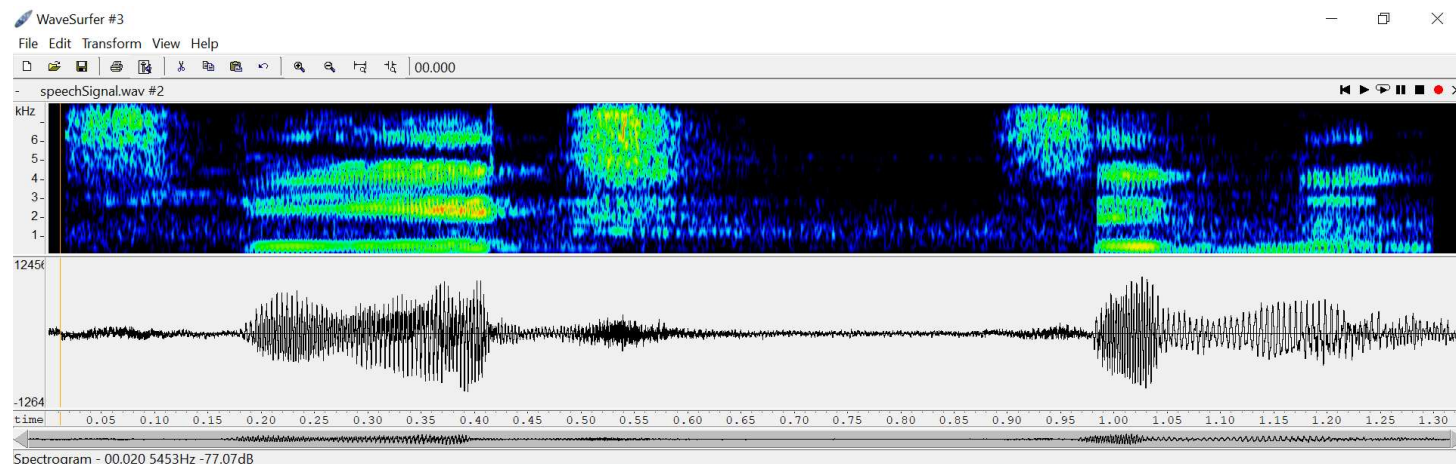 WaveSurfer #3
File Edit Transform View Help
00.000
- speechSignal.wav #2
kHz
6
5
4
3
2
1
12456
-1264
time 0.05 0.10 0.15 0.20 0.25 0.30 0.35 0.40 0.45 0.50 0.55 0.60 0.65 0.70 0.75 0.80 0.85 0.90 0.95 1.00 1.05 1.10 1.15 1.20 1.25 1.30
Spectrogram - 00.020 5453Hz -77.07dB